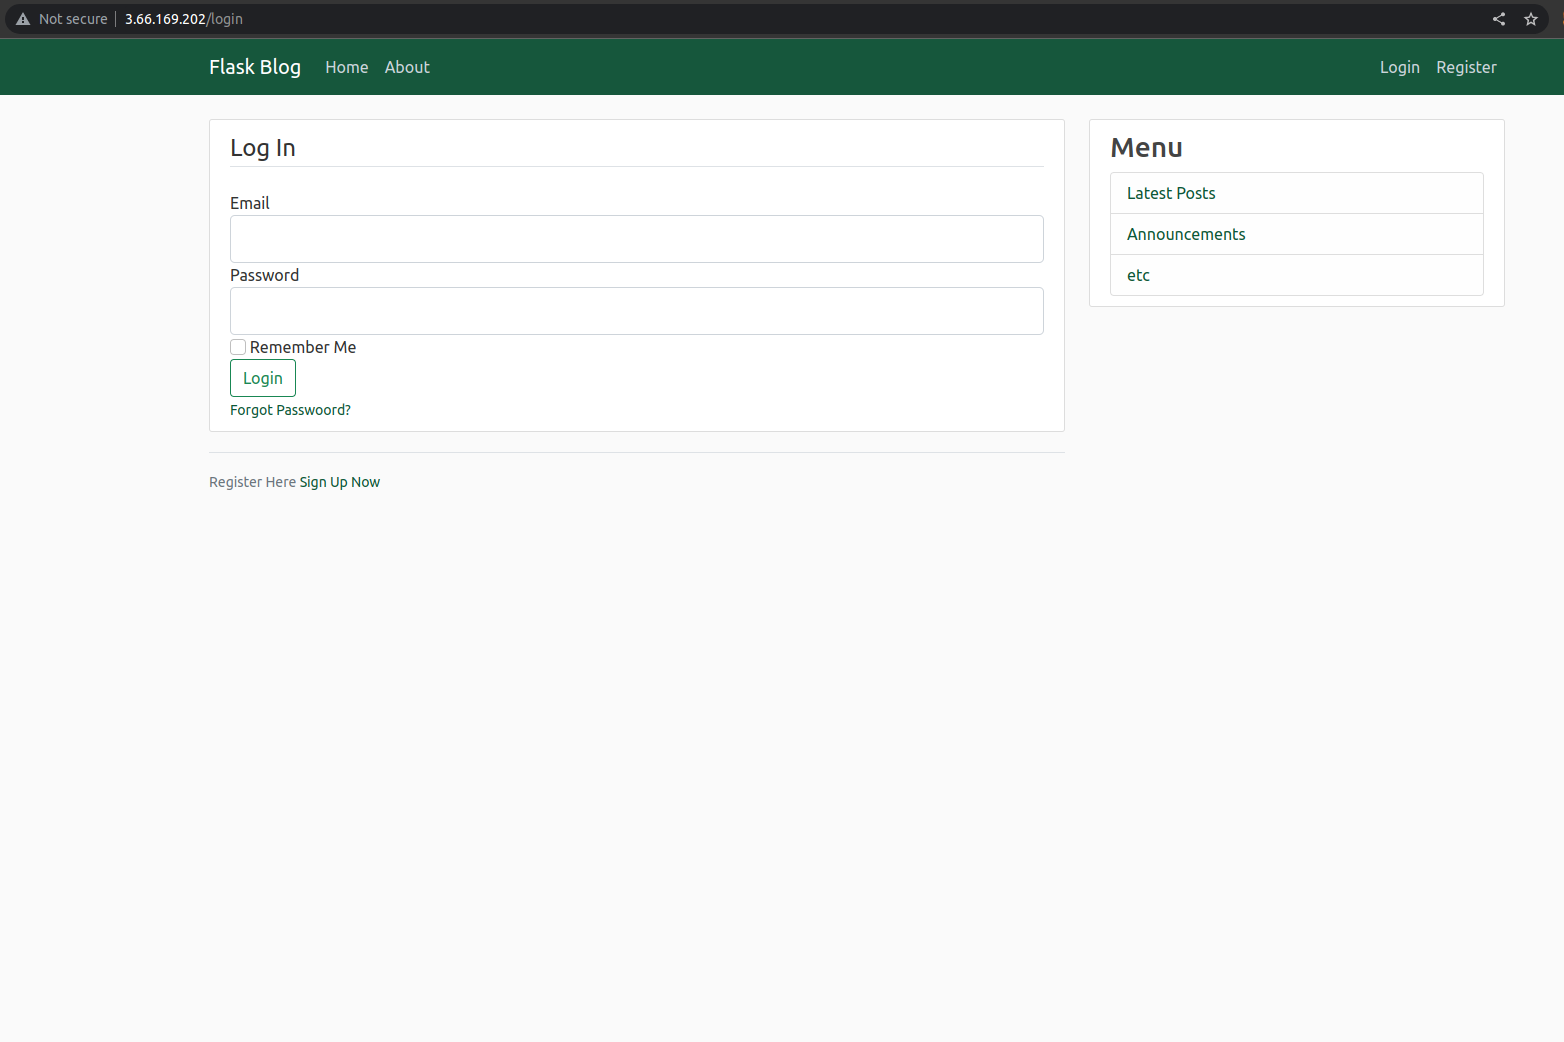 Not secure 3.66.169.202/login
Flask Blog Home About Login Register
Log In
Email
Password
Remember Me
Login
Forgot Passwoord?
Register Here Sign Up Now
Menu
Latest Posts
Announcements
etc